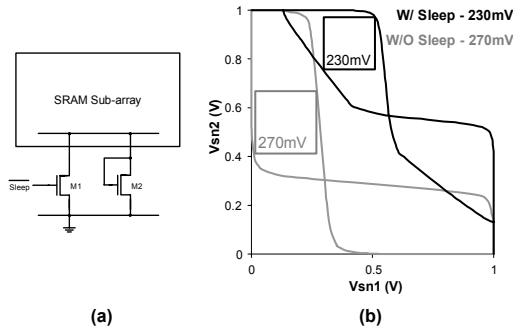 SRAM Sub-array
Sleep
M1
M2
(a)
W/ Sleep - 230mV
W/O Sleep - 270mV
1
0.8
0.6
0.4
0.2
0
Vsn2 (V)
230mV
270mV
0
0.5
1
Vsn1 (V)
(b)